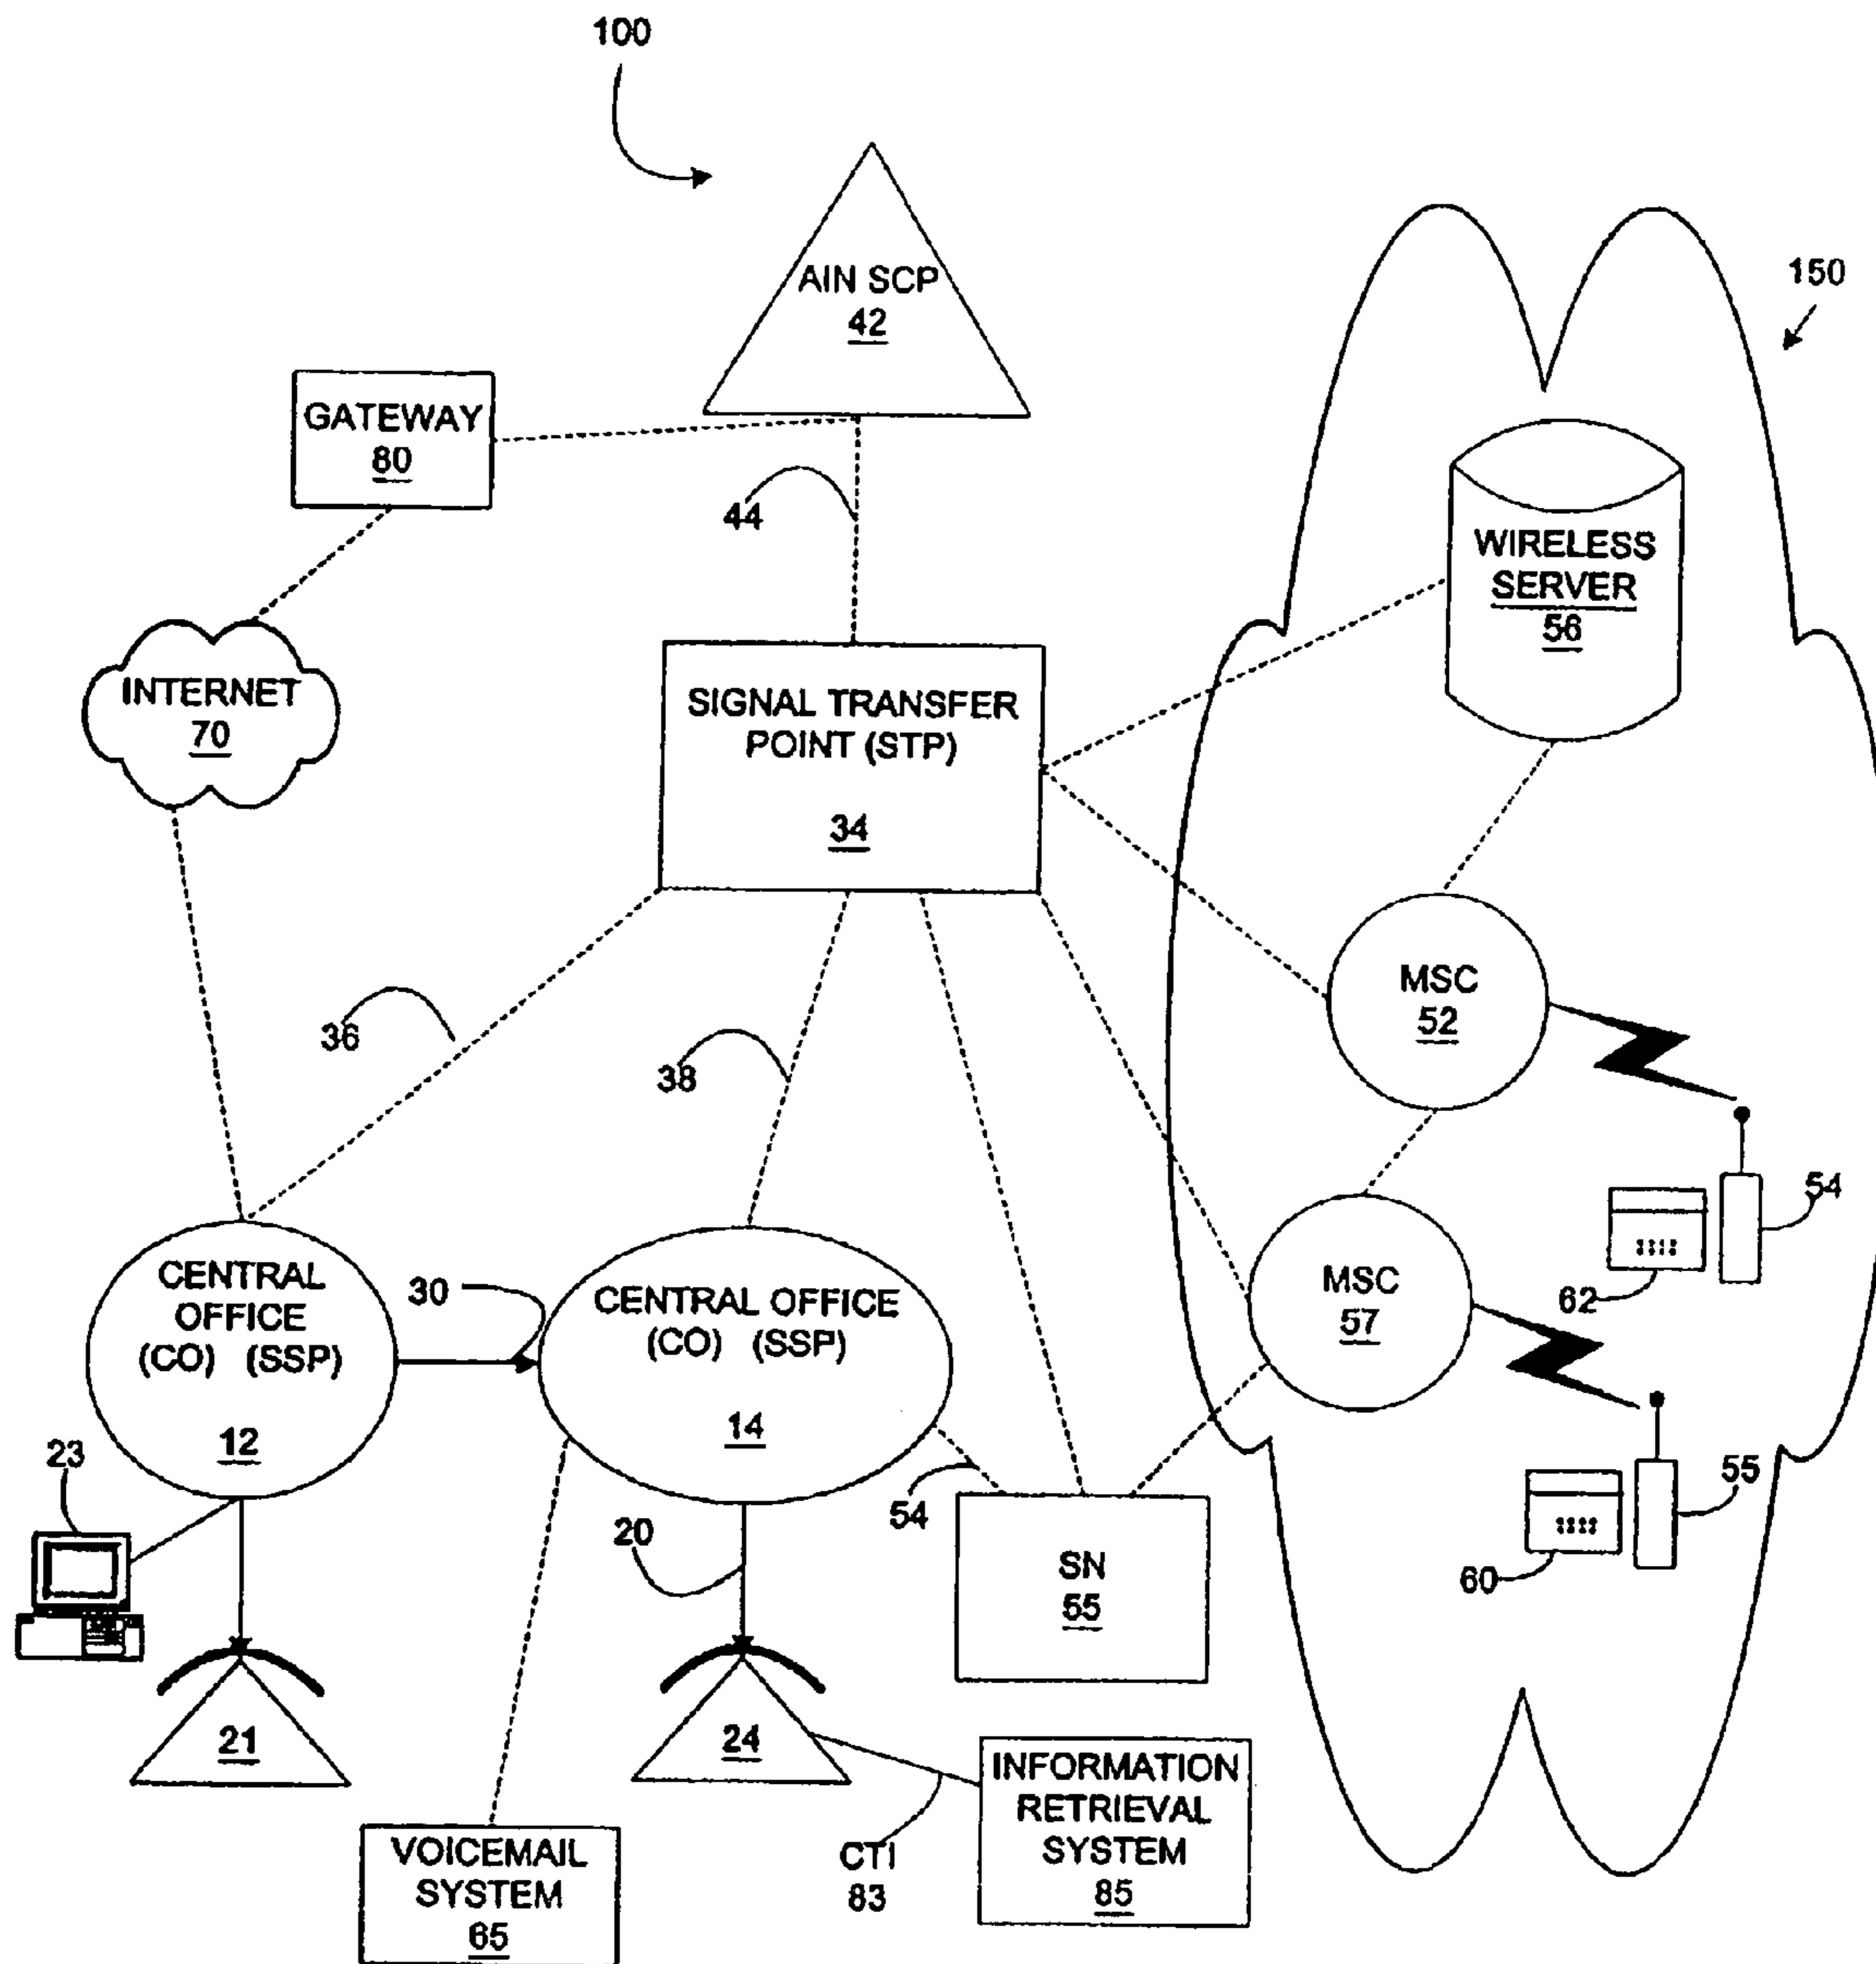 100
AIN SCP
42
150
GATEWAY
80
44
WIRELESS
SERVER
56
INTERNET
70
SIGNAL TRANSFER
POINT (STP)
34
36
38
MSC
52
54
62
CENTRAL
OFFICE
(CO) (SSP)
12
30
CENTRAL OFFICE
(CO) (SSP)
14
MSC
57
23
20
54
55
60
SN
55
21
24
INFORMATION
RETRIEVAL
SYSTEM
85
CTI
83
VOICEMAIL
SYSTEM
65